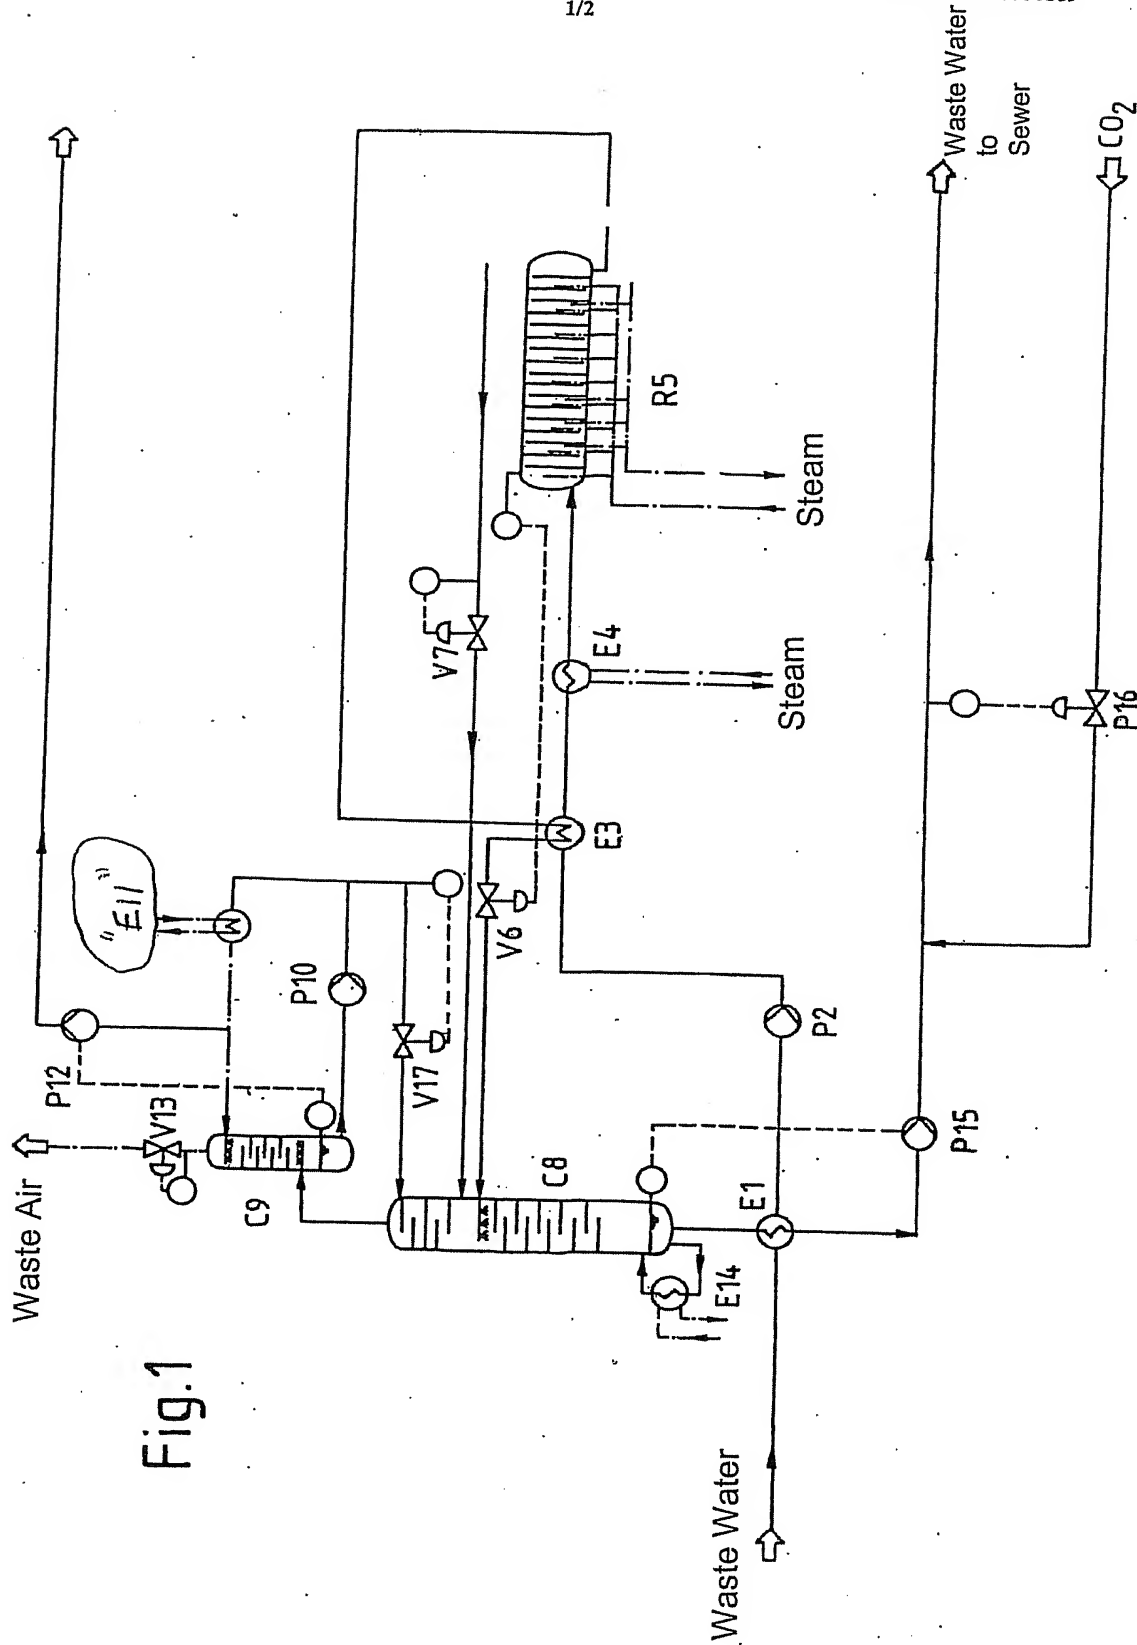 1/2
Fig.1
Waste Air
Waste Water
P12
V13
C9
"E11"
P10
V17
C8
E14
E1
P15
P2
V6
V7
E3
E4
Steam
R5
Steam
P16
Waste Water
to
Sewer
CO2